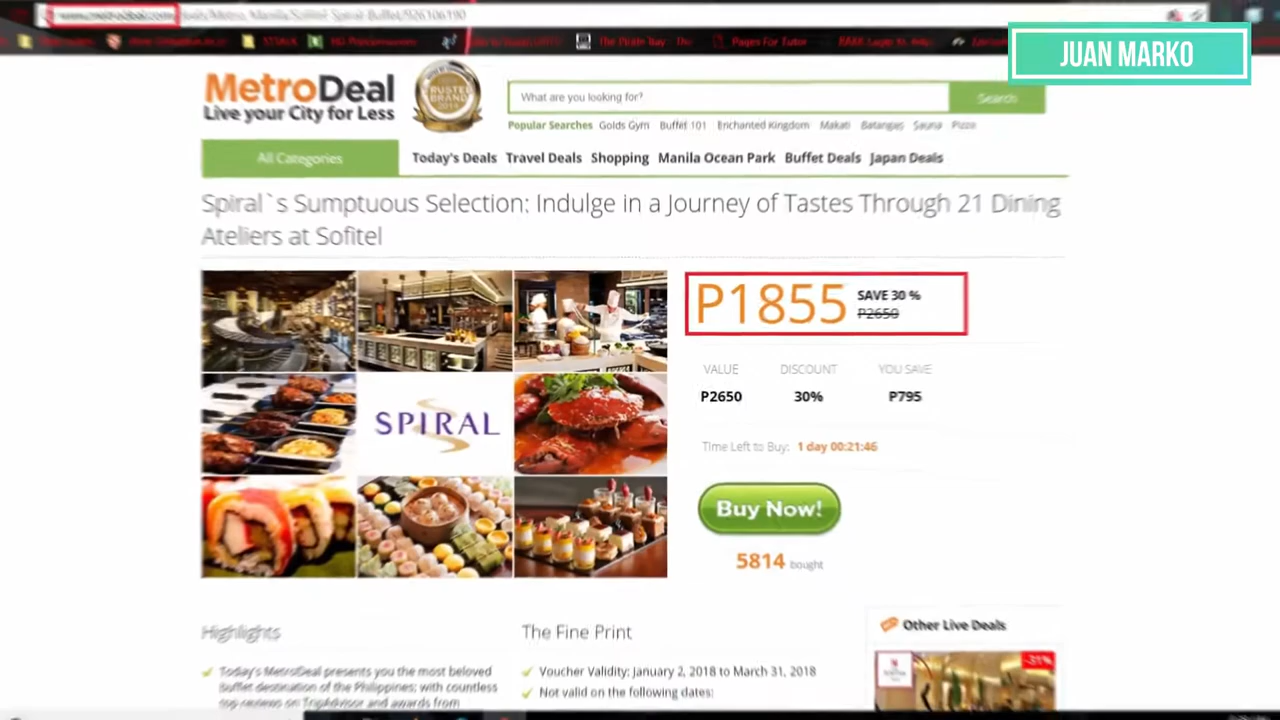 JUAN MARKO
MetroDeal
Live your City for Less
TRUSTED
BRAND
What are you looking for?
Search
Popular Searches Golds Gym Buffet 101 Enchanted Kingdom Makati Batangas Sauna Pizza
All Categories
Today's Deals Travel Deals Shopping Manila Ocean Park Buffet Deals Japan Deals
Spiral`s Sumptuous Selection: Indulge in a Journey of Tastes Through 21 Dining
Ateliers at Sofitel
SPIRAL
P1855 SAVE 30 %
P2650
VALUE DISCOUNT YOU SAVE
P2650 30% P795
Time Left to Buy: 1 day 00:21:46
Buy Now!
5814 bought
Highlights
Today's MetroDeal presents you the most beloved
buffet destination of the Philippines; with countless
top reviews on TripAdvisor and awards from
The Fine Print
Voucher Validity: January 2, 2018 to March 31, 2018
Not valid on the following dates:
Other Live Deals
-31%